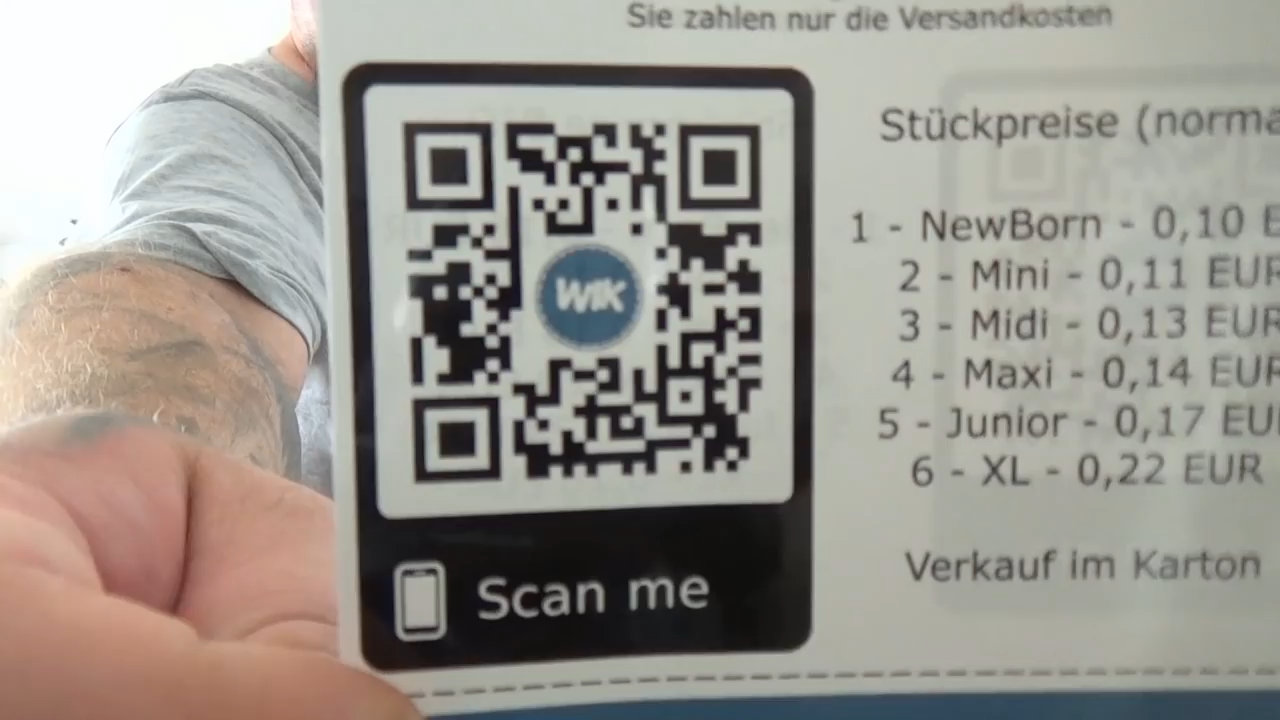 Sie zahlen nur die Versandkosten
WIK
Scan me
Stückpreise (norma
1 - NewBorn - 0,10 E
2 - Mini - 0,11 EUR
3 - Midi - 0,13 EUR
4 - Maxi - 0,14 EUR
5 - Junior - 0,17 EU
6 - XL - 0,22 EUR
Verkauf im Karton